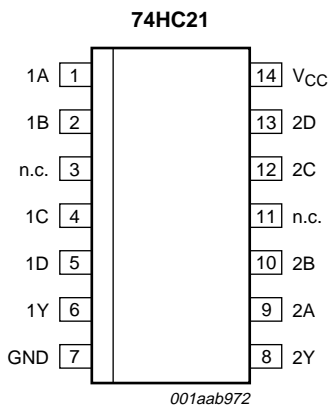 74HC21
1A 1 14 VCC
1B 2 13 2D
n.c. 3 12 2C
1C 4 11 n.c.
1D 5 10 2B
1Y 6 9 2A
GND 7 8 2Y
001aab972